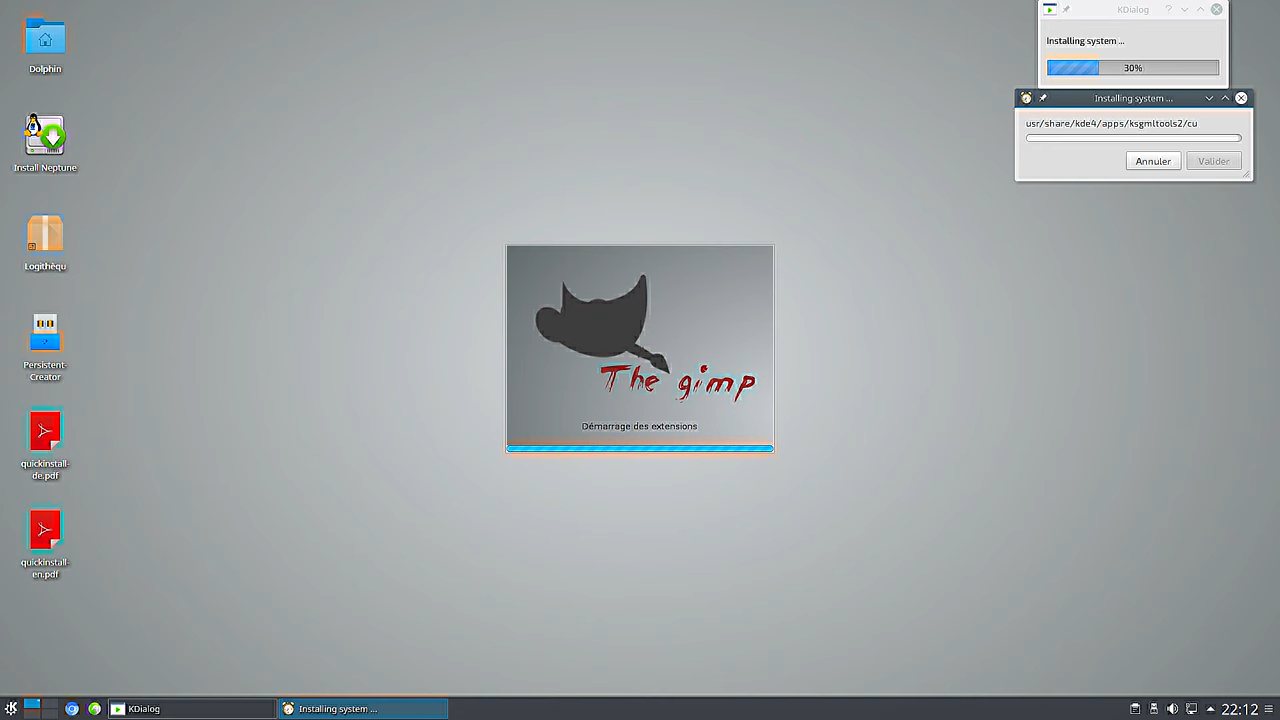 Dolphin
Install Neptune
Logithèqu
Persistent-
Creator
quickinstall-
de.pdf
quickinstall-
en.pdf
The gimp
Démarrage des extensions
KDialog
Installing system ...
30%
Installing system ...
usr/share/kde4/apps/ksgmltools2/cu
Annuler
Valider
KDialog
Installing system ...
22:12